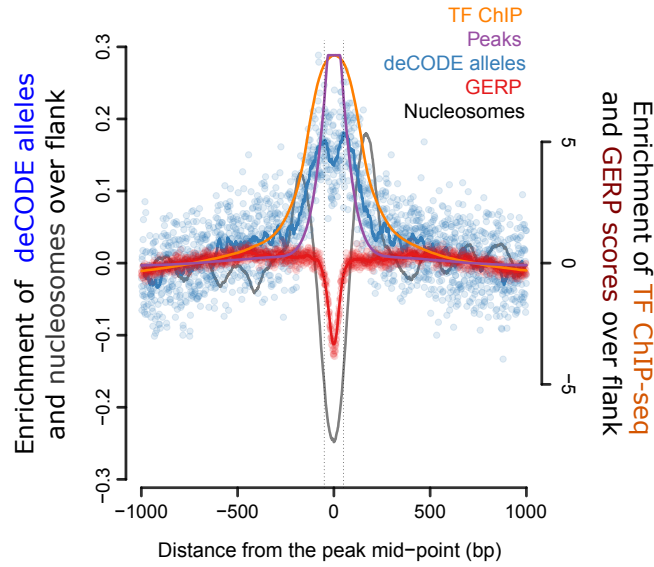 TF ChIP
Peaks
deCODE alleles
GERP
Nucleosomes
Enrichment of deCODE alleles
and nucleosomes over flank
0.3
0.2
0.1
0.0
−0.1
−0.2
−0.3
5
0
−5
Enrichment of TF ChIP-seq
and GERP scores over flank
−1000
−500
0
500
1000
Distance from the peak mid−point (bp)